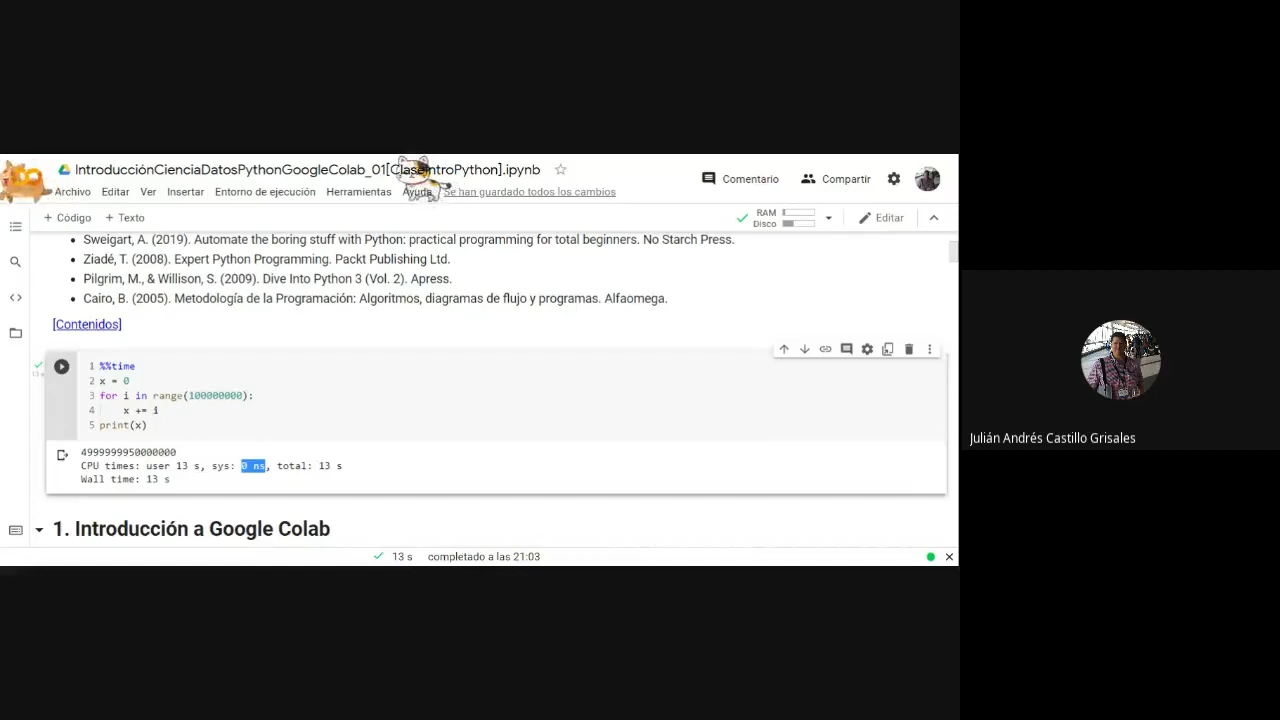 IntroducciónCienciaDatosPythonGoogleColab_01[ClaseIntroPython].ipynb
Archivo Editar Ver Insertar Entorno de ejecución Herramientas Ayuda Se han guardado todos los cambios
Comentario Compartir
+ Código + Texto
RAM
Disco
Editar
• Sweigart, A. (2019). Automate the boring stuff with Python: practical programming for total beginners. No Starch Press.
• Ziadé, T. (2008). Expert Python Programming. Packt Publishing Ltd.
• Pilgrim, M., & Willison, S. (2009). Dive Into Python 3 (Vol. 2). Apress.
• Cairo, B. (2005). Metodología de la Programación: Algoritmos, diagramas de flujo y programas. Alfaomega.
[Contenidos]
13 s
1 %%time
2 x = 0
3 for i in range(100000000):
4 x += i
5 print(x)
4999999950000000
CPU times: user 13 s, sys: 0 ns, total: 13 s
Wall time: 13 s
1. Introducción a Google Colab
13 s completado a las 21:03
Julián Andrés Castillo Grisales